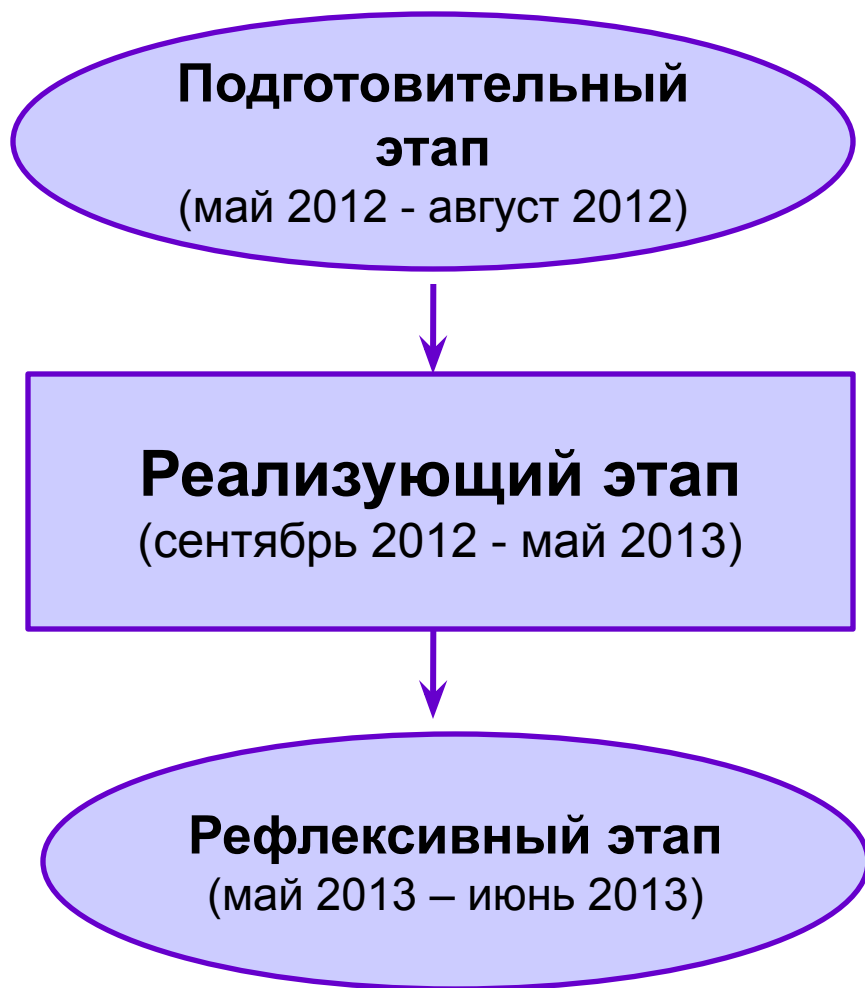 Подготовительный
этап
(май 2012 - август 2012)
Реализующий этап
(сентябрь 2012 - май 2013)
Рефлексивный этап
(май 2013 – июнь 2013)